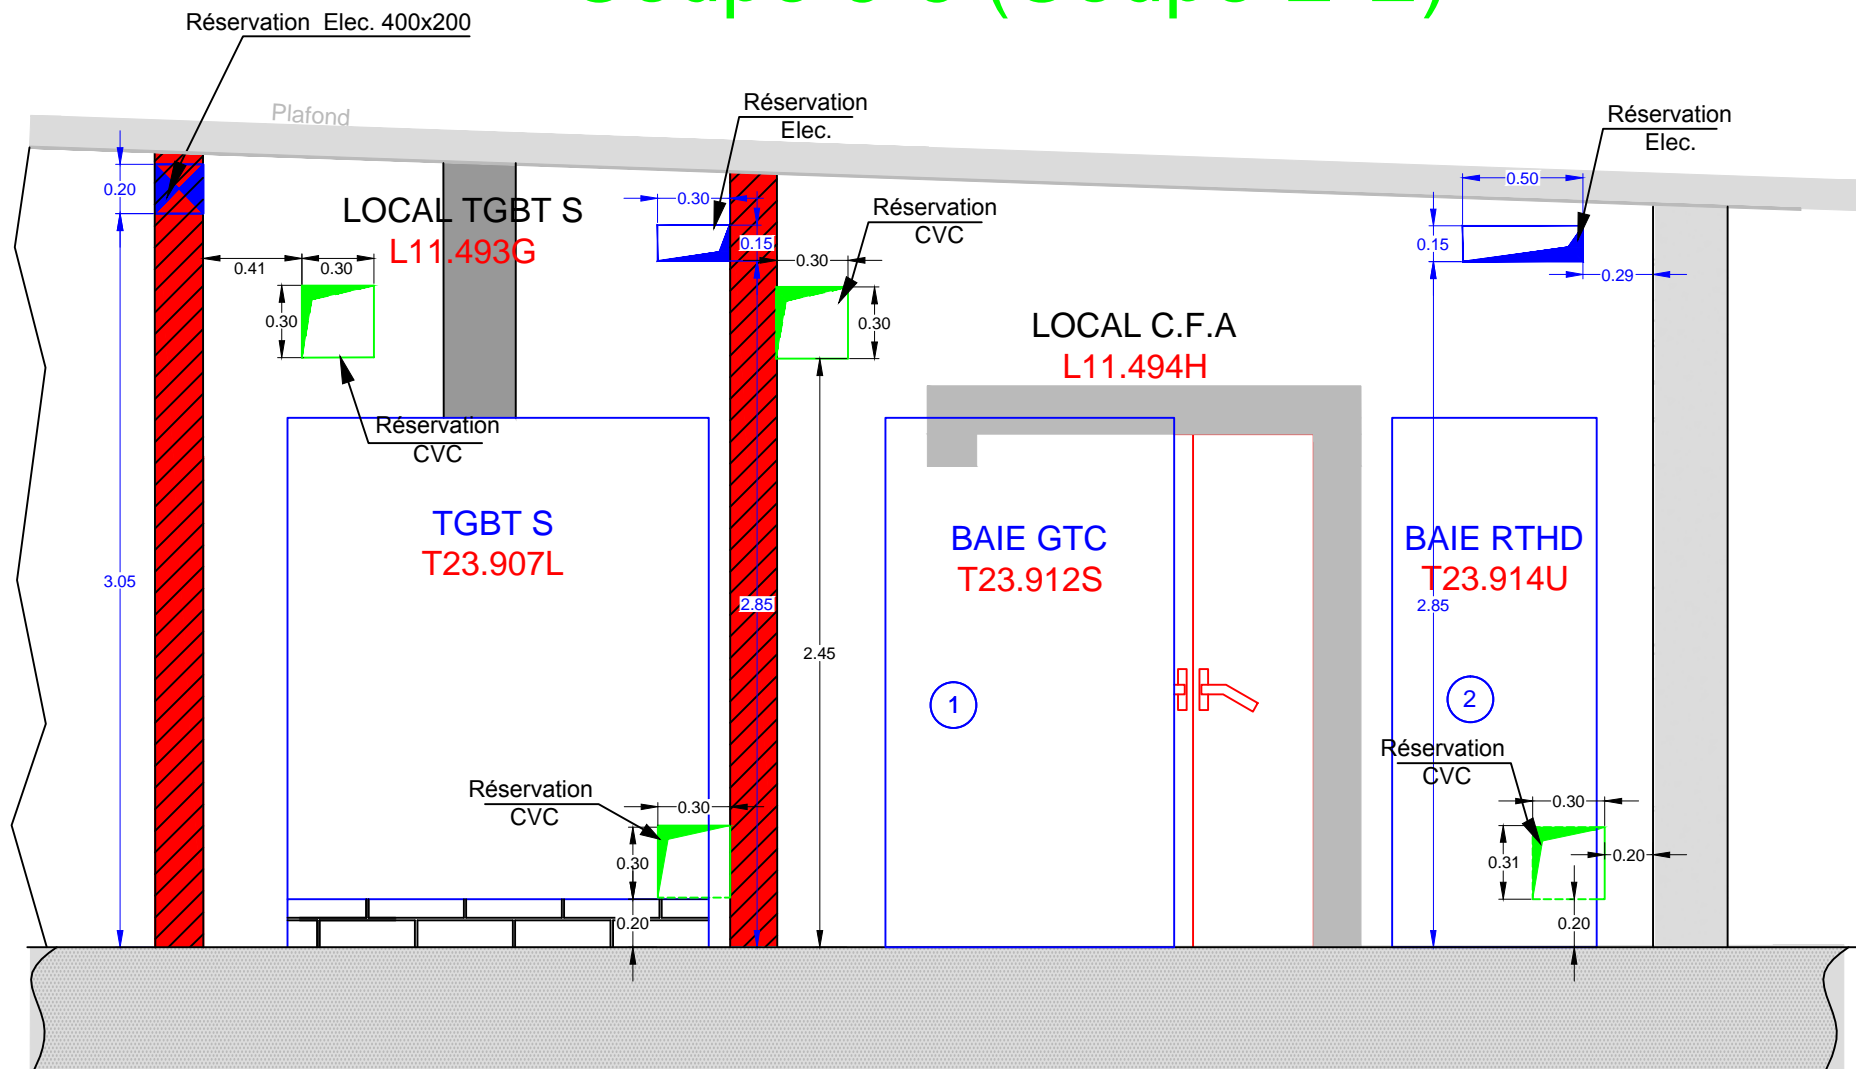 Réservation Elec. 400x200
Plafond
Réservation
Elec.
Réservation
Elec.
0.20
LOCAL TGBT S
L11.493G
0.30
0.15
Réservation
CVC
0.50
0.15
0.29
0.41
0.30
0.30
0.30
0.30
LOCAL C.F.A
L11.494H
Réservation
CVC
TGBT S
T23.907L
BAIE GTC
T23.912S
BAIE RTHD
T23.914U
3.05
2.85
2.85
2.45
1
2
Réservation
CVC
0.30
0.30
0.20
Réservation
CVC
0.30
0.31
0.20
0.20